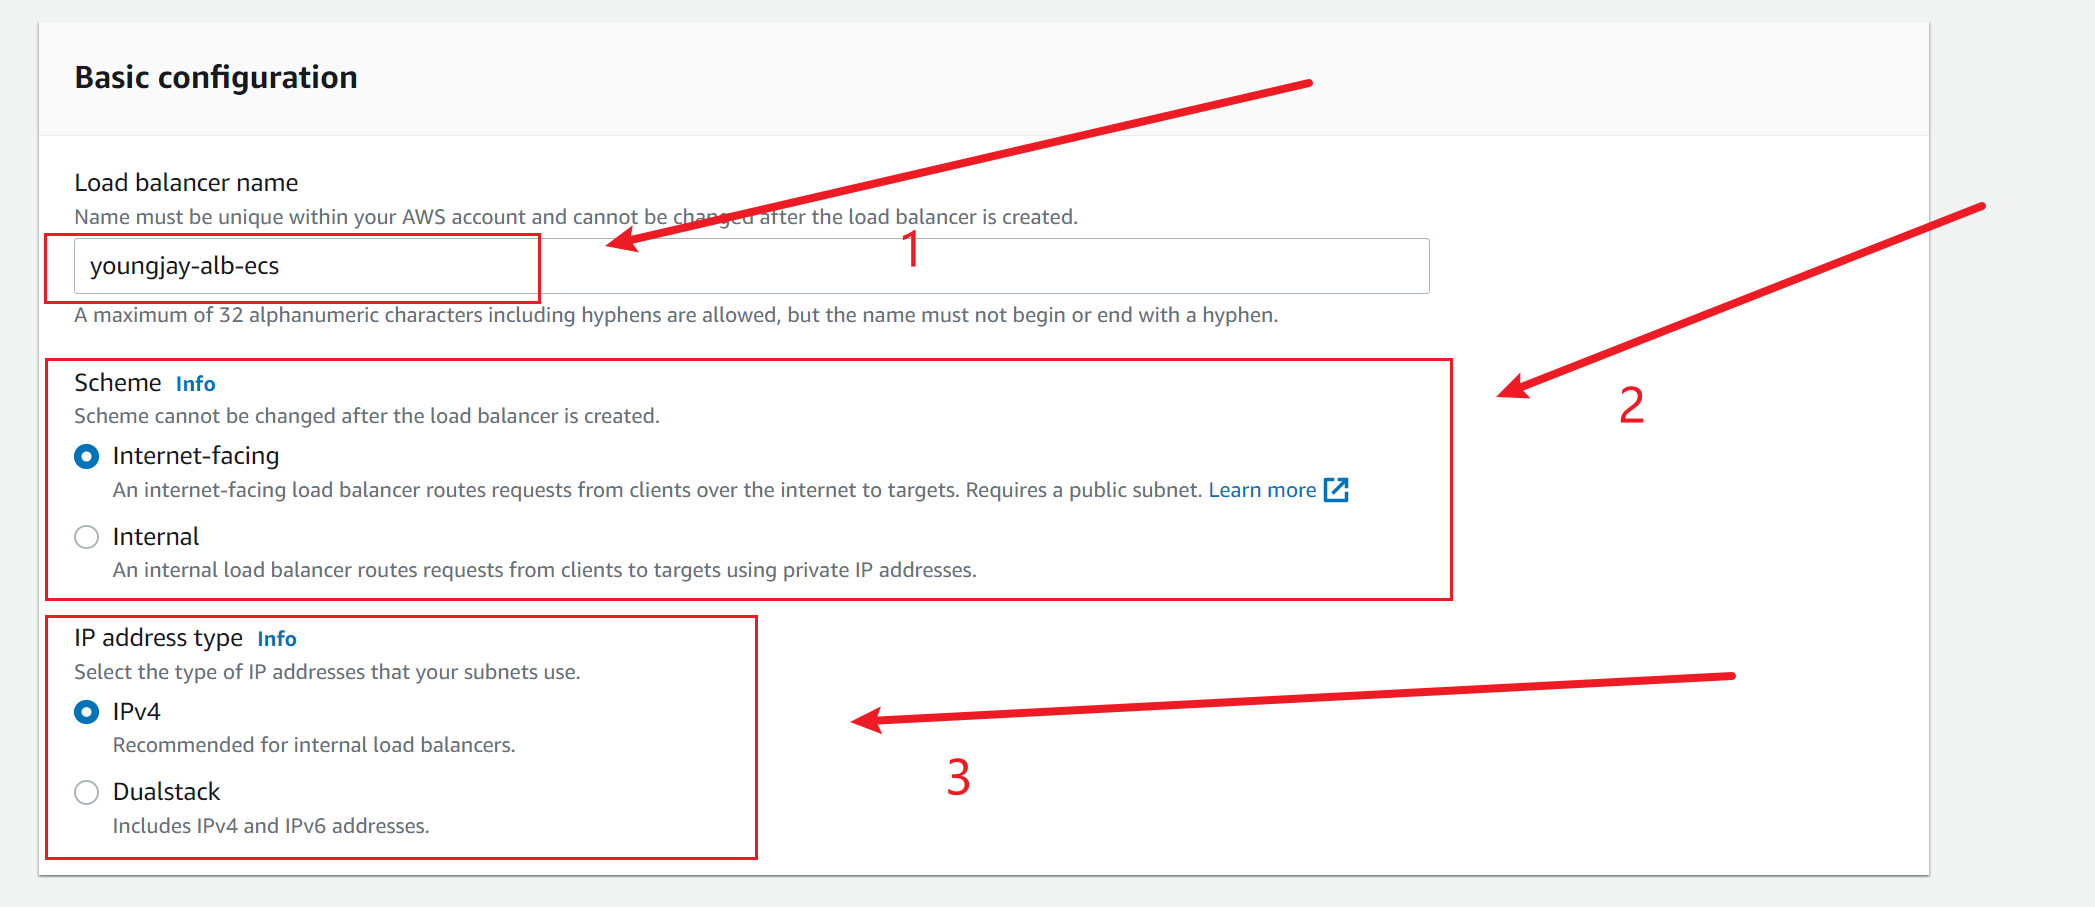 Basic configuration
Load balancer name
Name must be unique within your AWS account and cannot be changed after the load balancer is created.
youngjay-alb-ecs
1
A maximum of 32 alphanumeric characters including hyphens are allowed, but the name must not begin or end with a hyphen.
Scheme Info
Scheme cannot be changed after the load balancer is created.
2
Internet-facing
An internet-facing load balancer routes requests from clients over the internet to targets. Requires a public subnet. Learn more
Internal
An internal load balancer routes requests from clients to targets using private IP addresses.
IP address type Info
Select the type of IP addresses that your subnets use.
IPv4
Recommended for internal load balancers.
3
Dualstack
Includes IPv4 and IPv6 addresses.